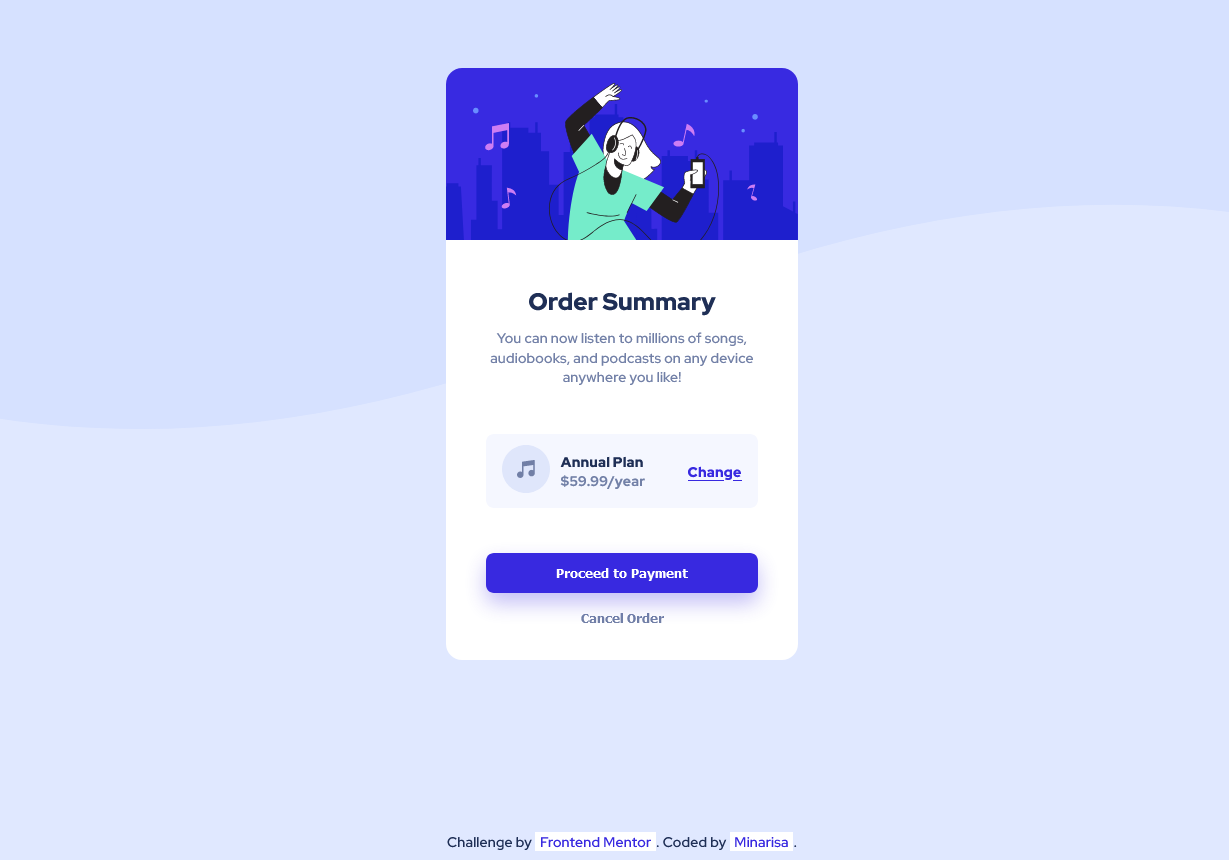 Order Summary
You can now listen to millions of songs,
audiobooks, and podcasts on any device
anywhere you like!
Annual Plan
$59.99/year
Change
Proceed to Payment
Cancel Order
Challenge by Frontend Mentor. Coded by Minarisa.